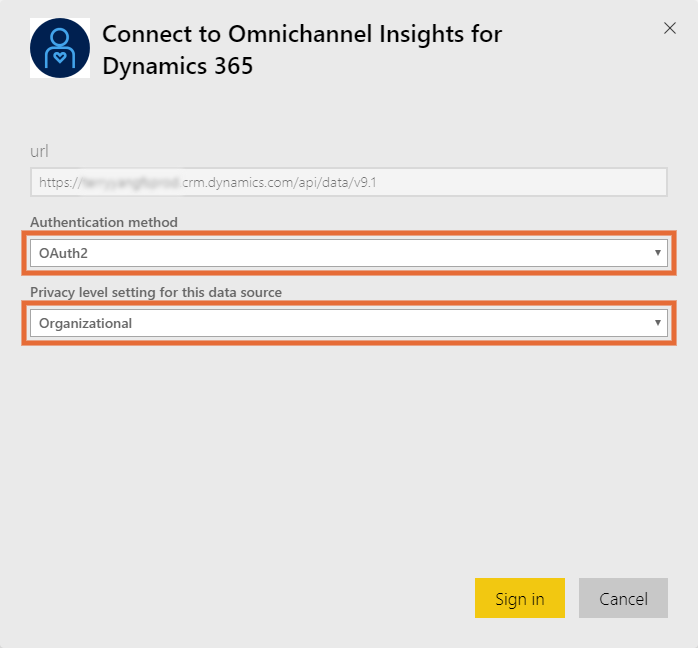 Connect to Omnichannel Insights for
Dynamics 365
url
https:// .crm.dynamics.com/api/data/v9.1
Authentication method
OAuth2
Privacy level setting for this data source
Organizational
Sign in
Cancel